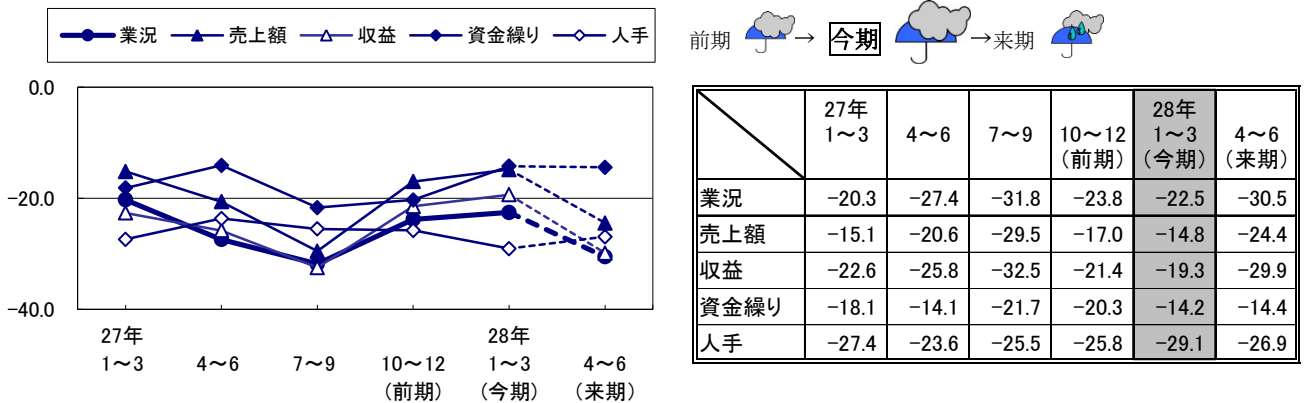 業況 売上額 収益 資金繰り 人手
前期 → 今期 →来期
0.0
−20.0
−40.0
27年 28年
1～3 4～6 7～9 10～12 1～3 4～6
(前期) (今期) (来期)
27年 28年
1～3 4～6 7～9 10～12 1～3 4～6
(前期) (今期) (来期)
業況 −20.3 −27.4 −31.8 −23.8 −22.5 −30.5
売上額 −15.1 −20.6 −29.5 −17.0 −14.8 −24.4
収益 −22.6 −25.8 −32.5 −21.4 −19.3 −29.9
資金繰り −18.1 −14.1 −21.7 −20.3 −14.2 −14.4
人手 −27.4 −23.6 −25.5 −25.8 −29.1 −26.9